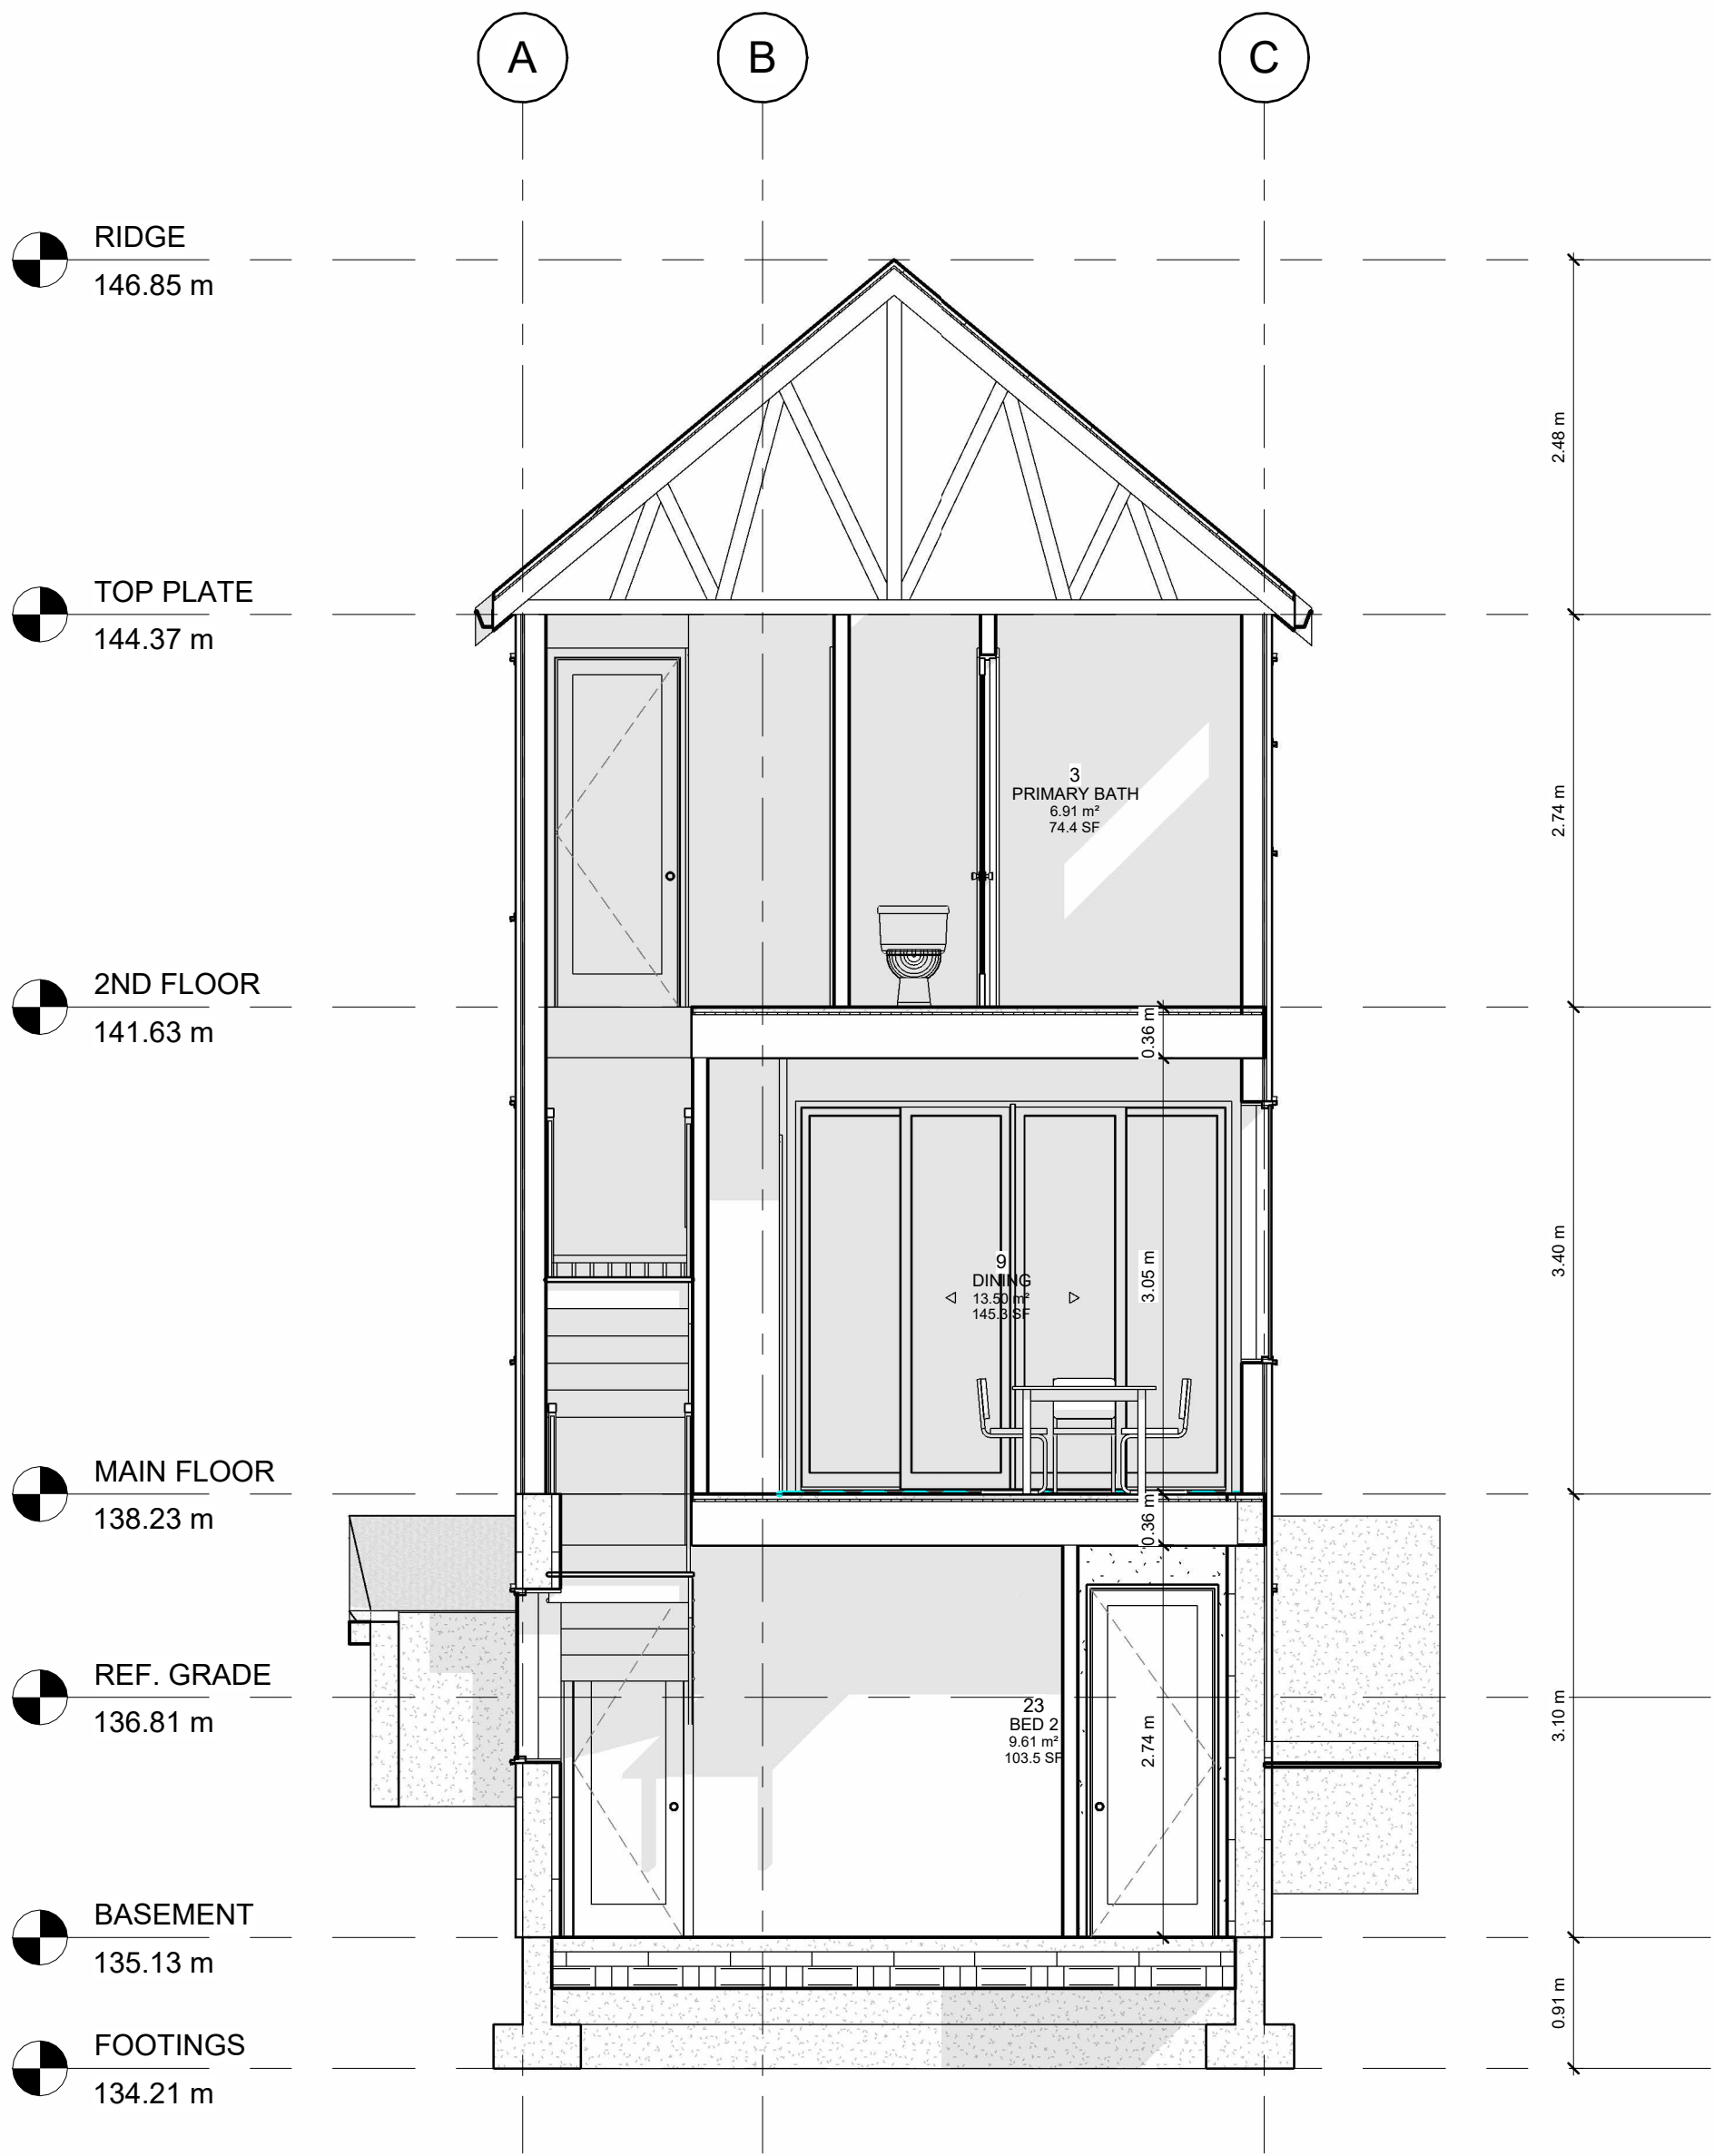 A B C
RIDGE
146.85 m
2.48 m
TOP PLATE
144.37 m
3
PRIMARY BATH
6.91 m²
74.4 SF
2.74 m
2ND FLOOR
141.63 m
0.36 m
9
DINING
13.50 m²
145.3 SF
3.05 m
3.40 m
MAIN FLOOR
138.23 m
0.36 m
REF. GRADE
136.81 m
23
BED 2
9.61 m²
103.5 SF
2.74 m
3.10 m
BASEMENT
135.13 m
0.91 m
FOOTINGS
134.21 m